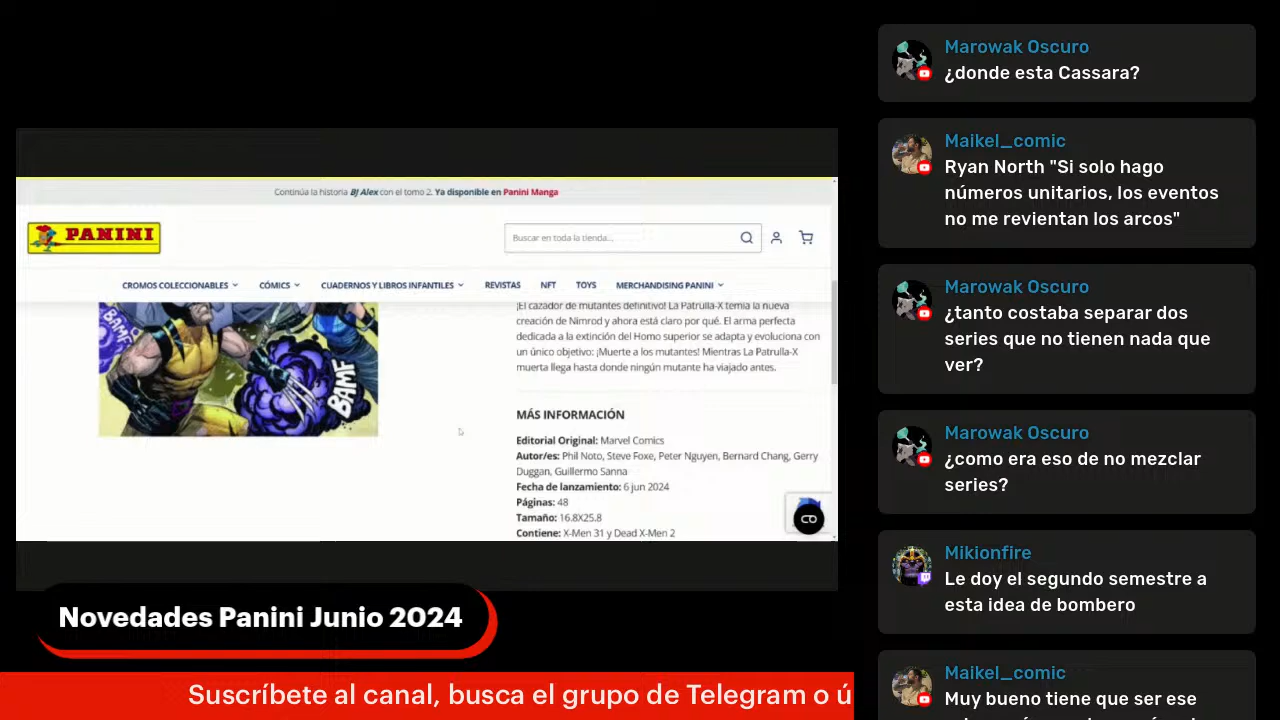 Continúa la historia BJ Alex con el tomo 2. Ya disponible en Panini Manga
PANINI
Buscar en toda la tienda...
CROMOS COLECCIONABLES
CÓMICS
CUADERNOS Y LIBROS INFANTILES
REVISTAS
NFT
TOYS
MERCHANDISING PANINI
BAMF
BAMF
¡El cazador de mutantes definitivo! La Patrulla-X temía la nueva
creación de Nimrod y ahora está claro por qué. El arma perfecta
dedicada a la extinción del Homo superior se adapta y evoluciona con
un único objetivo: ¡Muerte a los mutantes! Mientras La Patrulla-X
muerta llega hasta donde ningún mutante ha viajado antes.
MÁS INFORMACIÓN
Editorial Original: Marvel Comics
Autor/es: Phil Noto, Steve Foxe, Peter Nguyen, Bernard Chang, Gerry
Duggan, Guillermo Sanna
Fecha de lanzamiento: 6 jun 2024
Páginas: 48
Tamaño: 16.8X25.8
Contiene: X-Men 31 y Dead X-Men 2
Novedades Panini Junio 2024
Suscríbete al canal, busca el grupo de Telegram o ú
Marowak Oscuro
¿donde esta Cassara?
Maikel_comic
Ryan North "Si solo hago
números unitarios, los eventos
no me revientan los arcos"
Marowak Oscuro
¿tanto costaba separar dos
series que no tienen nada que
ver?
Marowak Oscuro
¿como era eso de no mezclar
series?
Mikionfire
Le doy el segundo semestre a
esta idea de bombero
Maikel_comic
Muy bueno tiene que ser ese